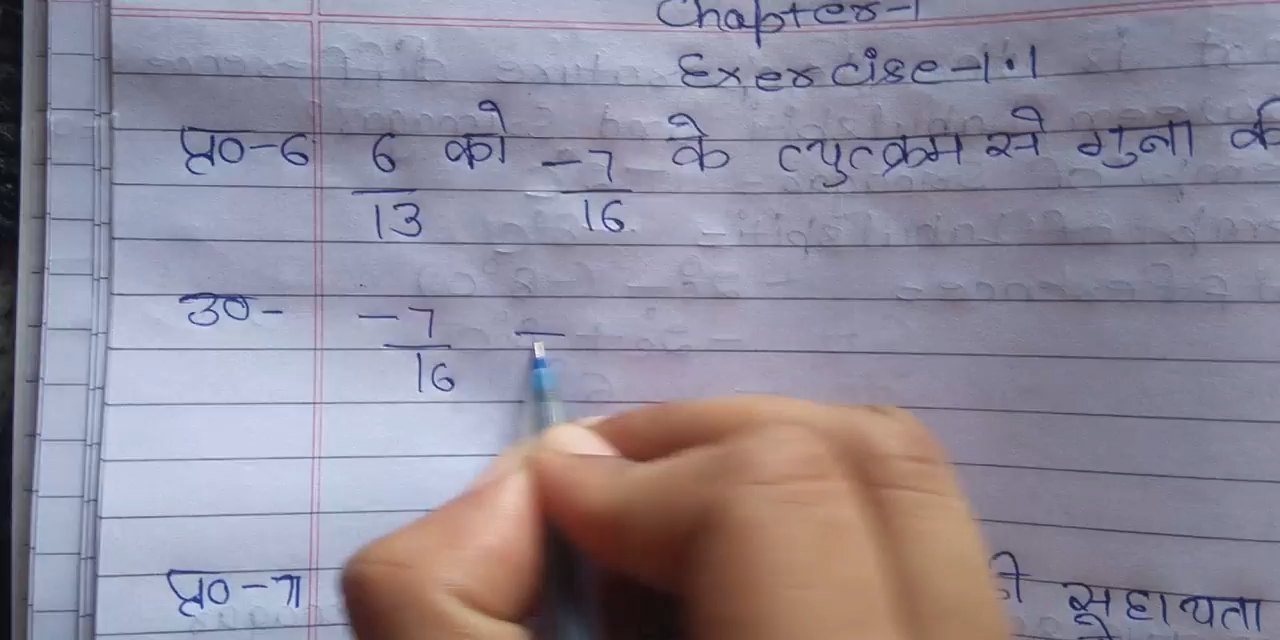 Chapter-1
Exercise-1.1
प्र०-6 6/13 को -7/16 के व्युत्क्रम से गुना
उ०- -7/16
प्र०-7 सहायता